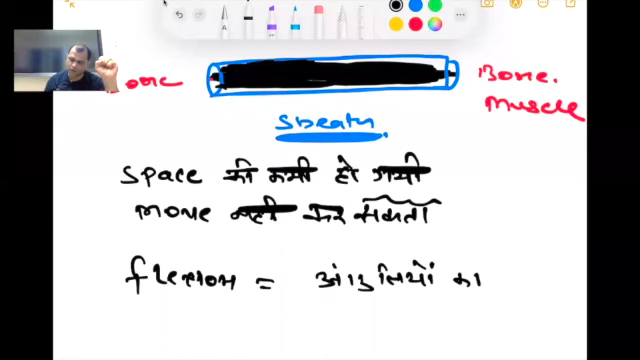 Bone.
Muscle
Sheath.
Space की कमी हो गयी
move नही कर सकता
flexion = अंगुलियों का